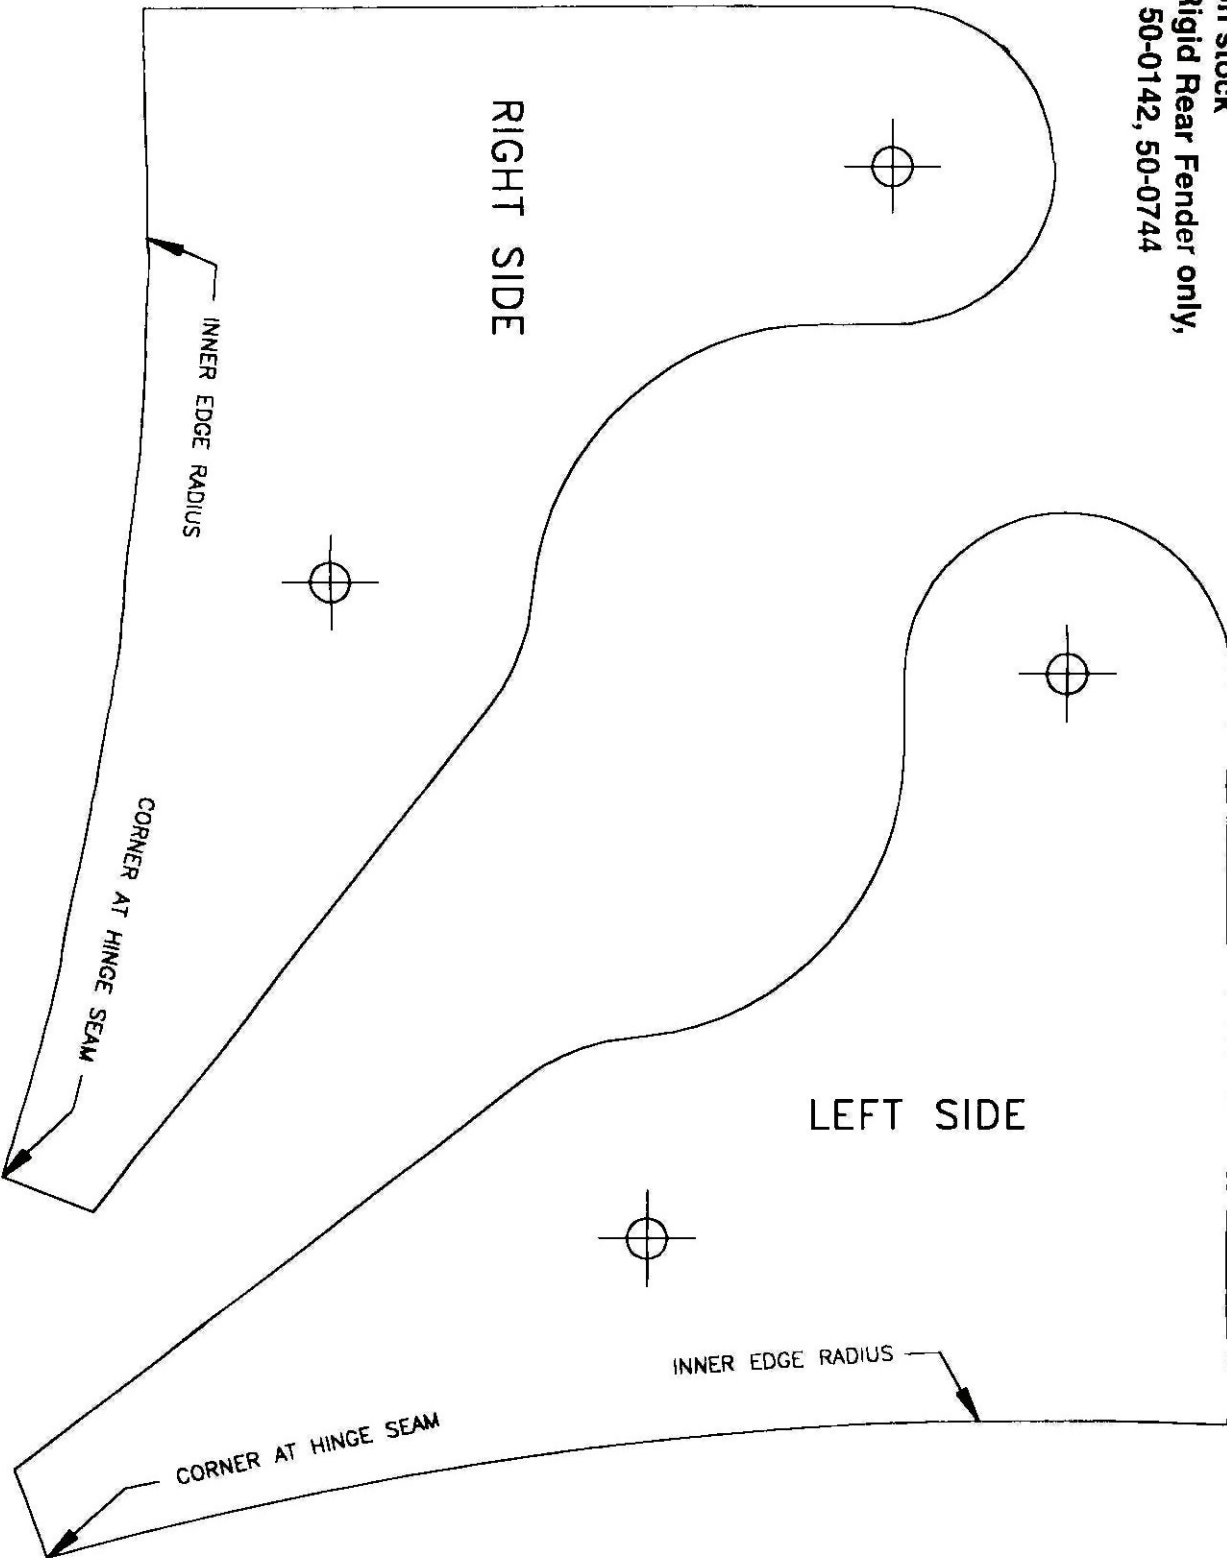 Rigid Rear Fender only,
50-0142, 50-0744
RIGHT SIDE
INNER EDGE RADIUS
CORNER AT HINGE SEAM
LEFT SIDE
INNER EDGE RADIUS
CORNER AT HINGE SEAM